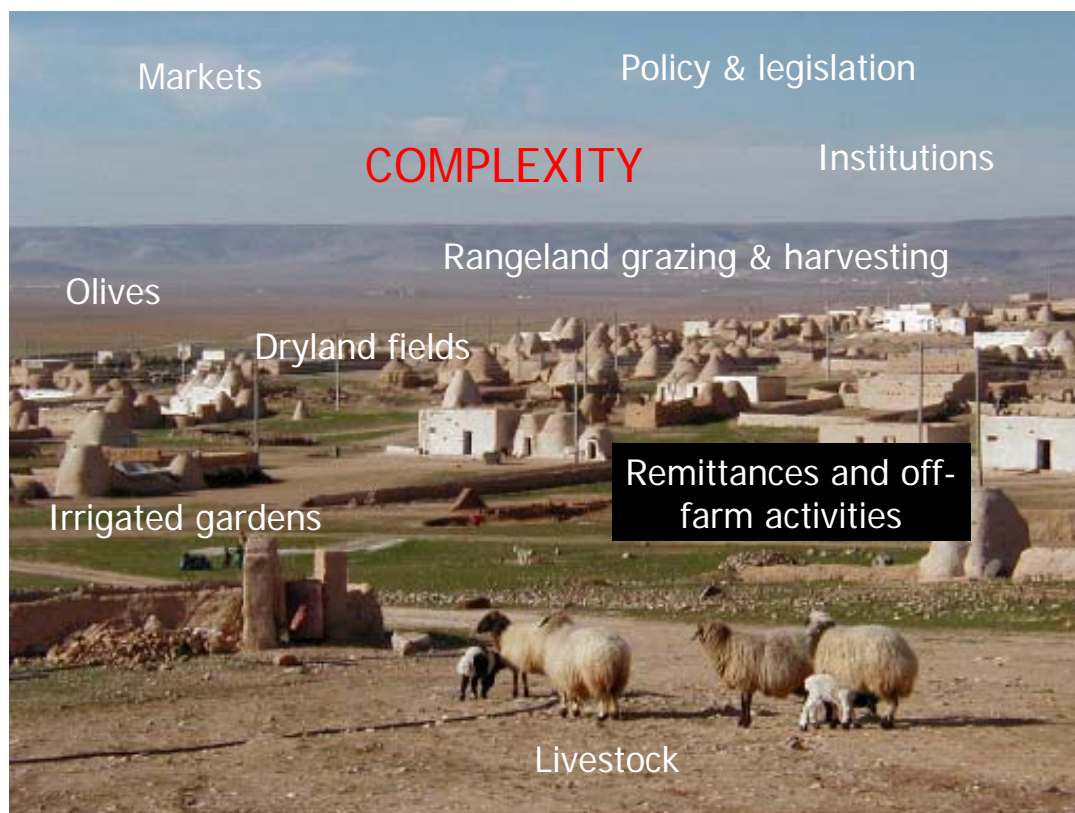 Markets
Policy & legislation
COMPLEXITY
Institutions
Rangeland grazing & harvesting
Olives
Dryland fields
Remittances and off-
farm activities
Irrigated gardens
Livestock